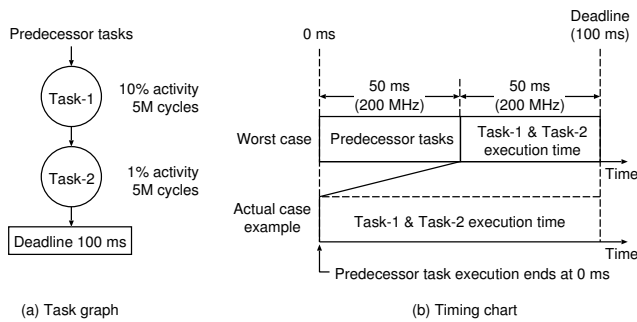 Predecessor tasks
Task-1
10% activity
5M cycles
Task-2
1% activity
5M cycles
Deadline 100 ms
(a) Task graph
0 ms
Deadline
(100 ms)
50 ms
(200 MHz)
50 ms
(200 MHz)
Worst case
Predecessor tasks
Task-1 & Task-2
execution time
Time
Actual case
example
Task-1 & Task-2 execution time
Time
Predecessor task execution ends at 0 ms
(b) Timing chart